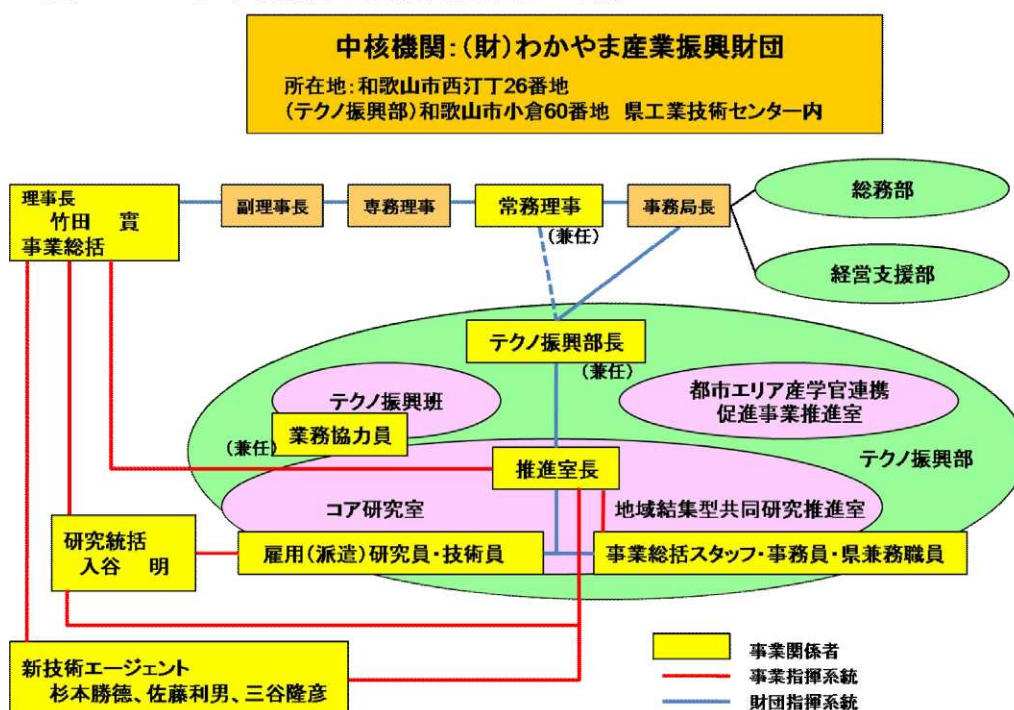 中核機関:(財)わかやま産業振興財団
所在地:和歌山市西汀丁26番地
(テクノ振興部)和歌山市小倉60番地 県工業技術センター内
理事長
竹田 實
事業総括
副理事長
専務理事
常務理事
(兼任)
事務局長
総務部
経営支援部
テクノ振興部長
(兼任)
テクノ振興班
業務協力員
(兼任)
都市エリア産学官連携
促進事業推進室
テクノ振興部
推進室長
コア研究室
地域結集型共同研究推進室
研究統括
入谷 明
雇用(派遣)研究員・技術員
事業総括スタッフ・事務員・県兼務職員
新技術エージェント
杉本勝徳、佐藤利男、三谷隆彦
事業関係者
事業指揮系統
財団指揮系統